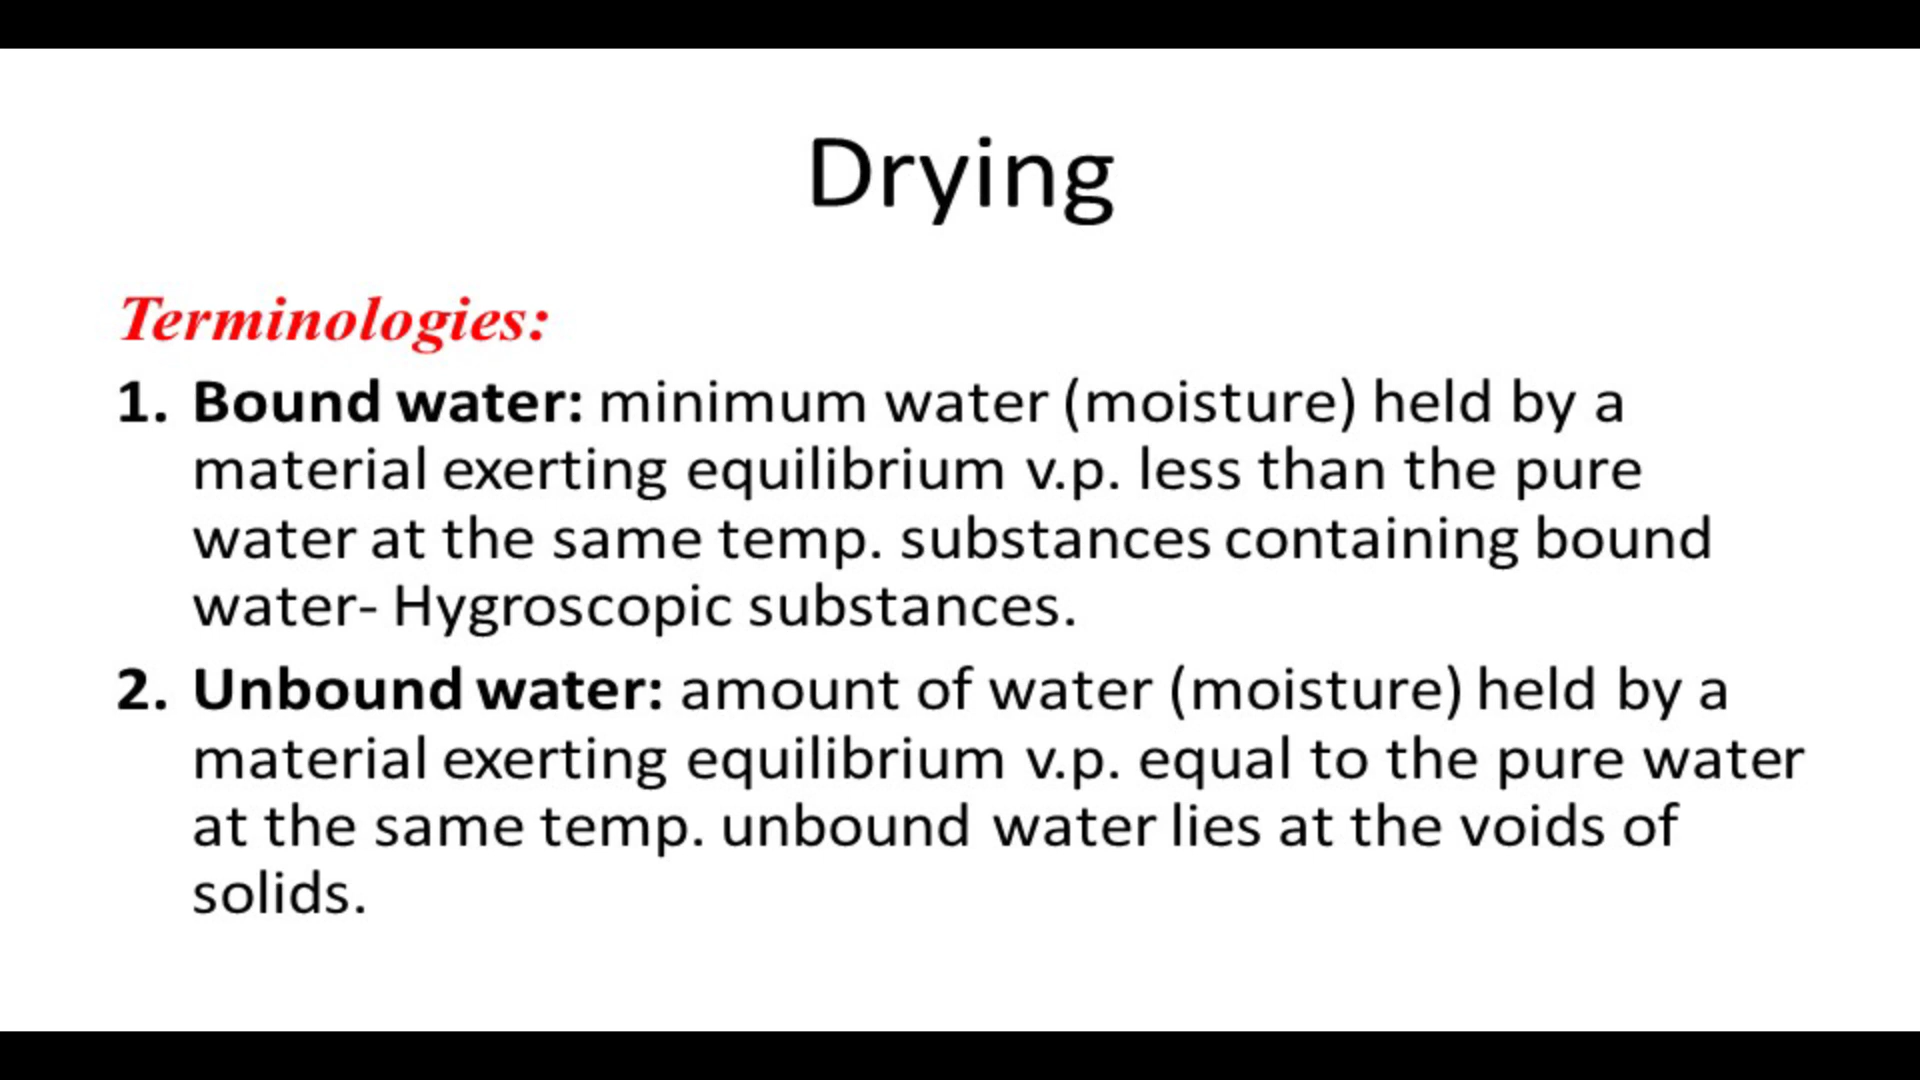 Drying
Terminologies:
1. Bound water: minimum water (moisture) held by a
material exerting equilibrium v.p. less than the pure
water at the same temp. substances containing bound
water- Hygroscopic substances.
2. Unbound water: amount of water (moisture) held by a
material exerting equilibrium v.p. equal to the pure water
at the same temp. unbound water lies at the voids of
solids.